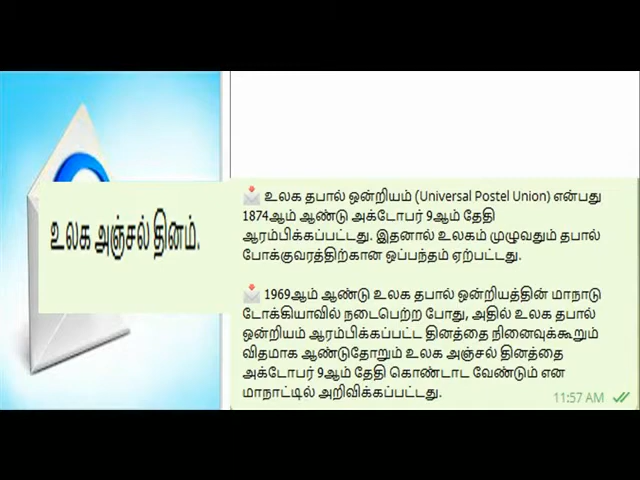 உலக அஞ்சல் தினம்.
📩 உலக தபால் ஒன்றியம் (Universal Postel Union) என்பது
1874ஆம் ஆண்டு அக்டோபர் 9ஆம் தேதி
ஆரம்பிக்கப்பட்டது. இதனால் உலகம் முழுவதும் தபால்
போக்குவரத்திற்கான ஒப்பந்தம் ஏற்பட்டது.
📩 1969ஆம் ஆண்டு உலக தபால் ஒன்றியத்தின் மாநாடு
டோக்கியாவில் நடைபெற்ற போது, அதில் உலக தபால்
ஒன்றியம் ஆரம்பிக்கப்பட்ட தினத்தை நினைவுக்கூறும்
விதமாக ஆண்டுதோறும் உலக அஞ்சல் தினத்தை
அக்டோபர் 9ஆம் தேதி கொண்டாட வேண்டும் என
மாநாட்டில் அறிவிக்கப்பட்டது.
11:57 AM